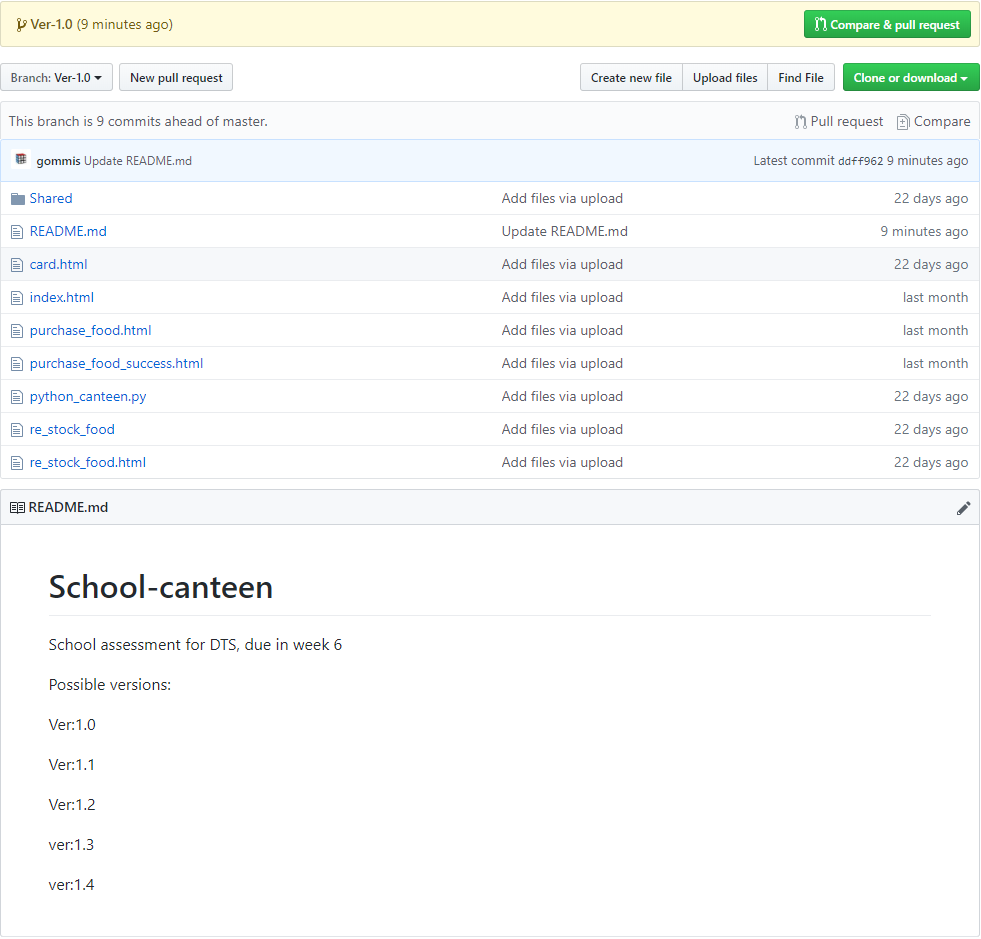 Ver-1.0 (9 minutes ago) Compare & pull request
Branch: Ver-1.0 New pull request Create new file Upload files Find File Clone or download
This branch is 9 commits ahead of master. Pull request Compare
gommis Update README.md Latest commit ddff962 9 minutes ago
Shared Add files via upload 22 days ago
README.md Update README.md 9 minutes ago
card.html Add files via upload 22 days ago
index.html Add files via upload last month
purchase_food.html Add files via upload last month
purchase_food_success.html Add files via upload last month
python_canteen.py Add files via upload 22 days ago
re_stock_food Add files via upload 22 days ago
re_stock_food.html Add files via upload 22 days ago
README.md
School-canteen
School assessment for DTS, due in week 6
Possible versions:
Ver:1.0
Ver:1.1
Ver:1.2
ver:1.3
ver:1.4